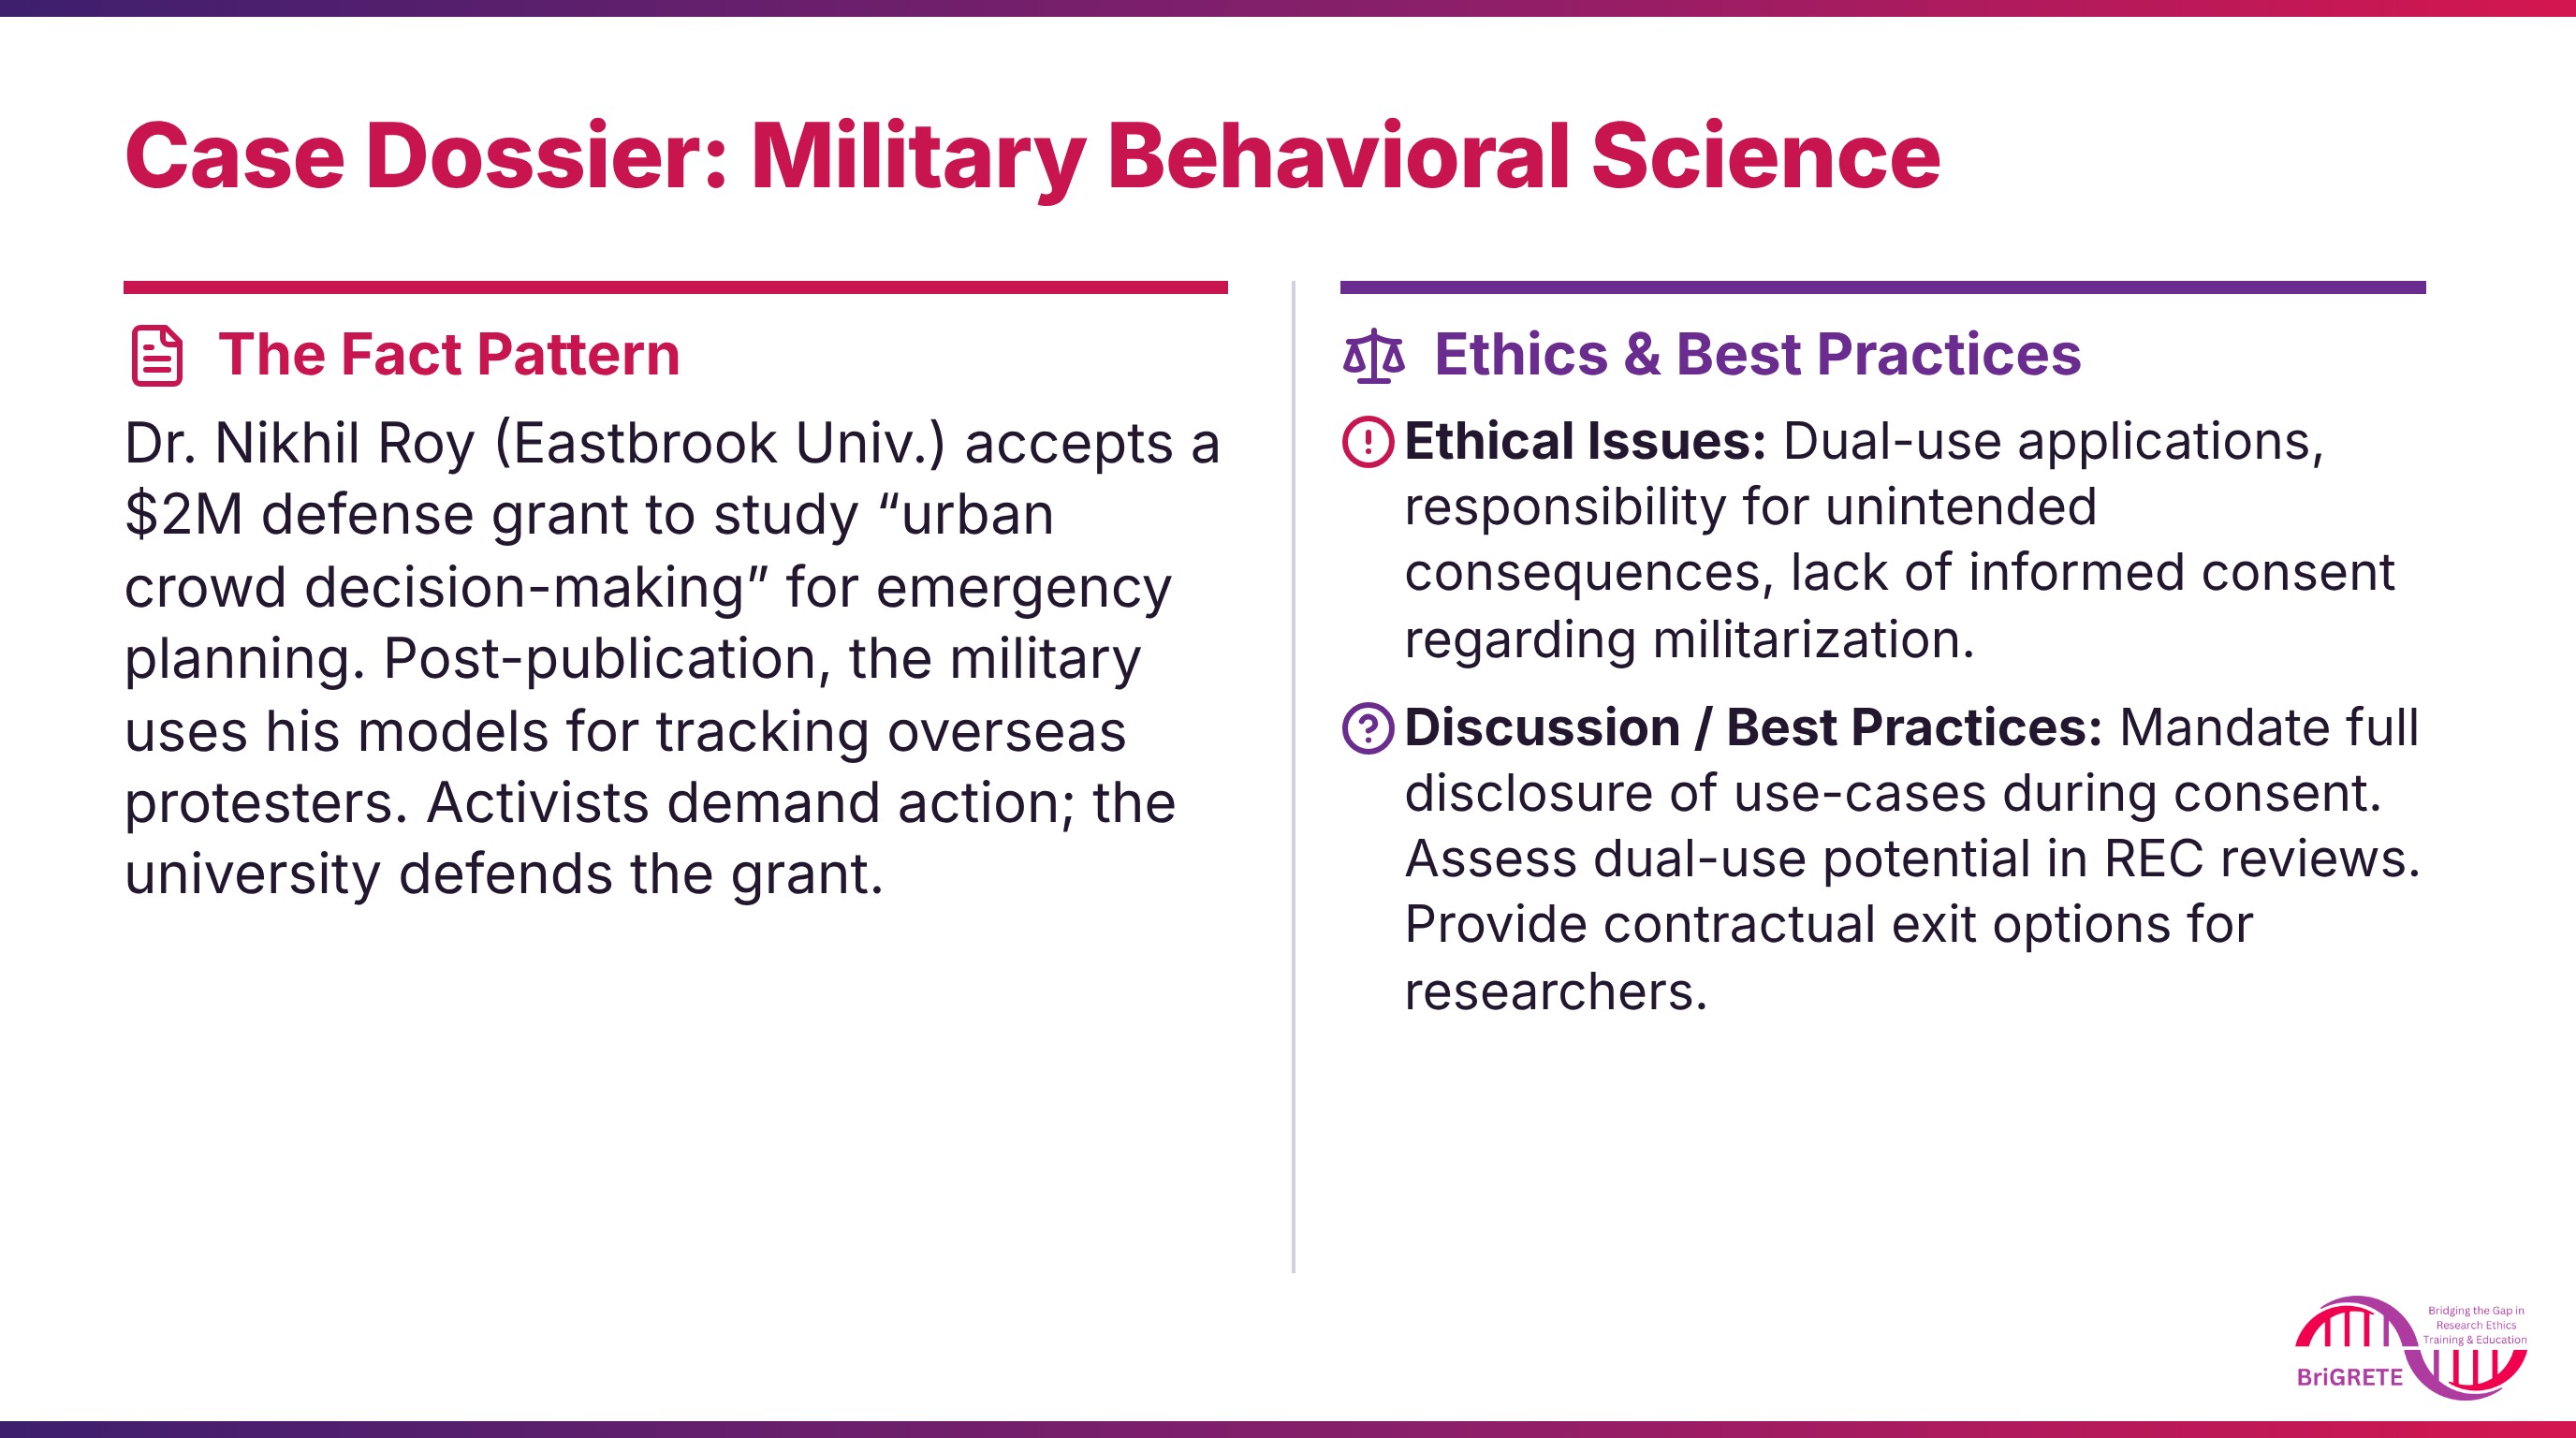 Case Dossier: Military Behavioral Science
The Fact Pattern
Dr. Nikhil Roy (Eastbrook Univ.) accepts a
$2M defense grant to study “urban
crowd decision-making” for emergency
planning. Post-publication, the military
uses his models for tracking overseas
protesters. Activists demand action; the
university defends the grant.
Ethics & Best Practices
Ethical Issues: Dual-use applications,
responsibility for unintended
consequences, lack of informed consent
regarding militarization.
Discussion / Best Practices: Mandate full
disclosure of use-cases during consent.
Assess dual-use potential in REC reviews.
Provide contractual exit options for
researchers.
Bridging the Gap in
Research Ethics
Training & Education
BriGRETE